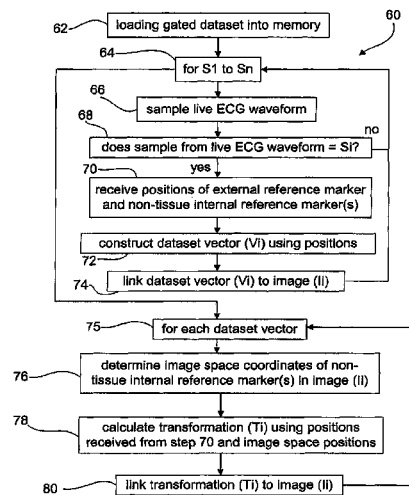 60
62
loading gated dataset into memory
64
for S1 to Sn
66
sample live ECG waveform
68
no
does sample from live ECG waveform = Si?
yes
70
receive positions of external reference marker
and non-tissue internal reference marker(s)
construct dataset vector (Vi) using positions
72
74
link dataset vector (Vi) to image (Ii)
75
for each dataset vector
76
determine image space coordinates of non-
tissue internal reference marker(s) in image (Ii)
78
calculate transformation (Ti) using positions
received from step 70 and image space positions
80
link transformation (Ti) to image (Ii)